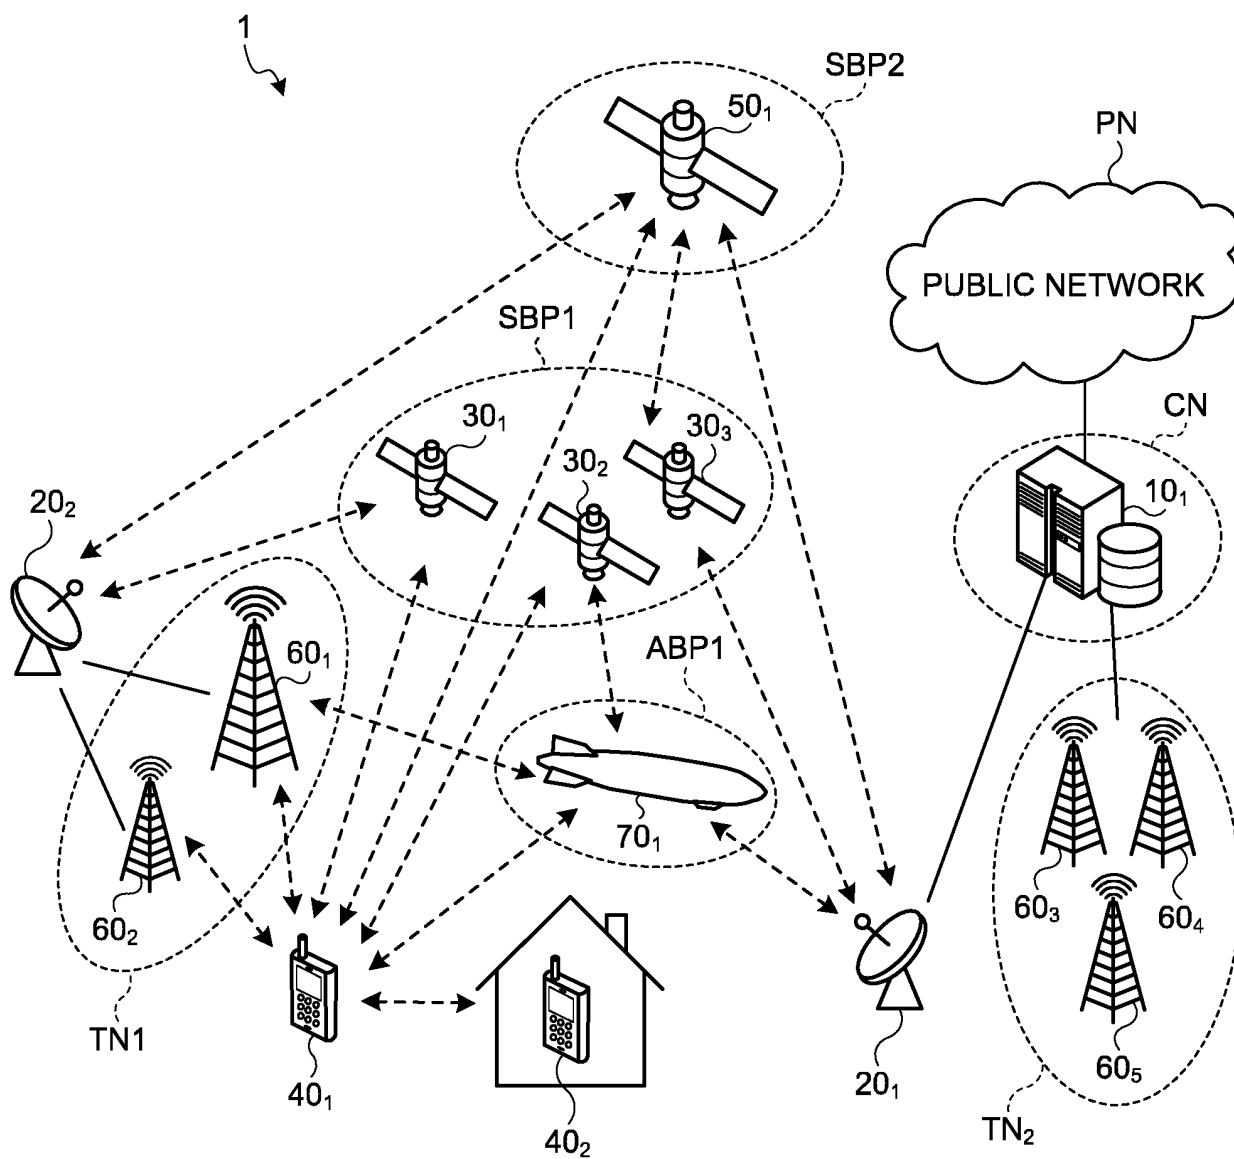 1
SBP2
50₁
PN
PUBLIC NETWORK
SBP1
CN
30₁
30₃
30₂
10₁
20₂
60₁
ABP1
70₁
60₂
60₃
60₄
TN1
40₁
40₂
20₁
60₅
TN₂